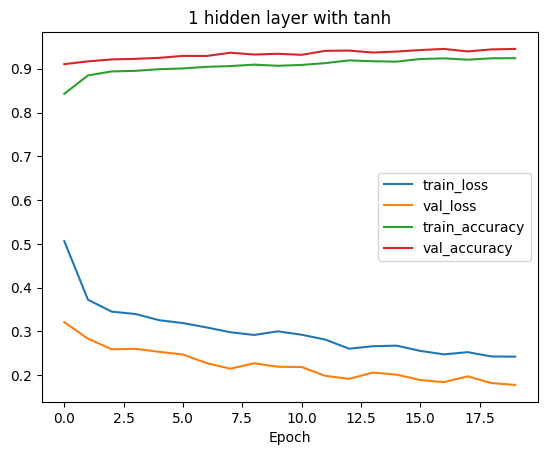 1 hidden layer with tanh
0.9
0.8
0.7
0.6
0.5
0.4
0.3
0.2
train_loss
val_loss
train_accuracy
val_accuracy
0.0 2.5 5.0 7.5 10.0 12.5 15.0 17.5
Epoch